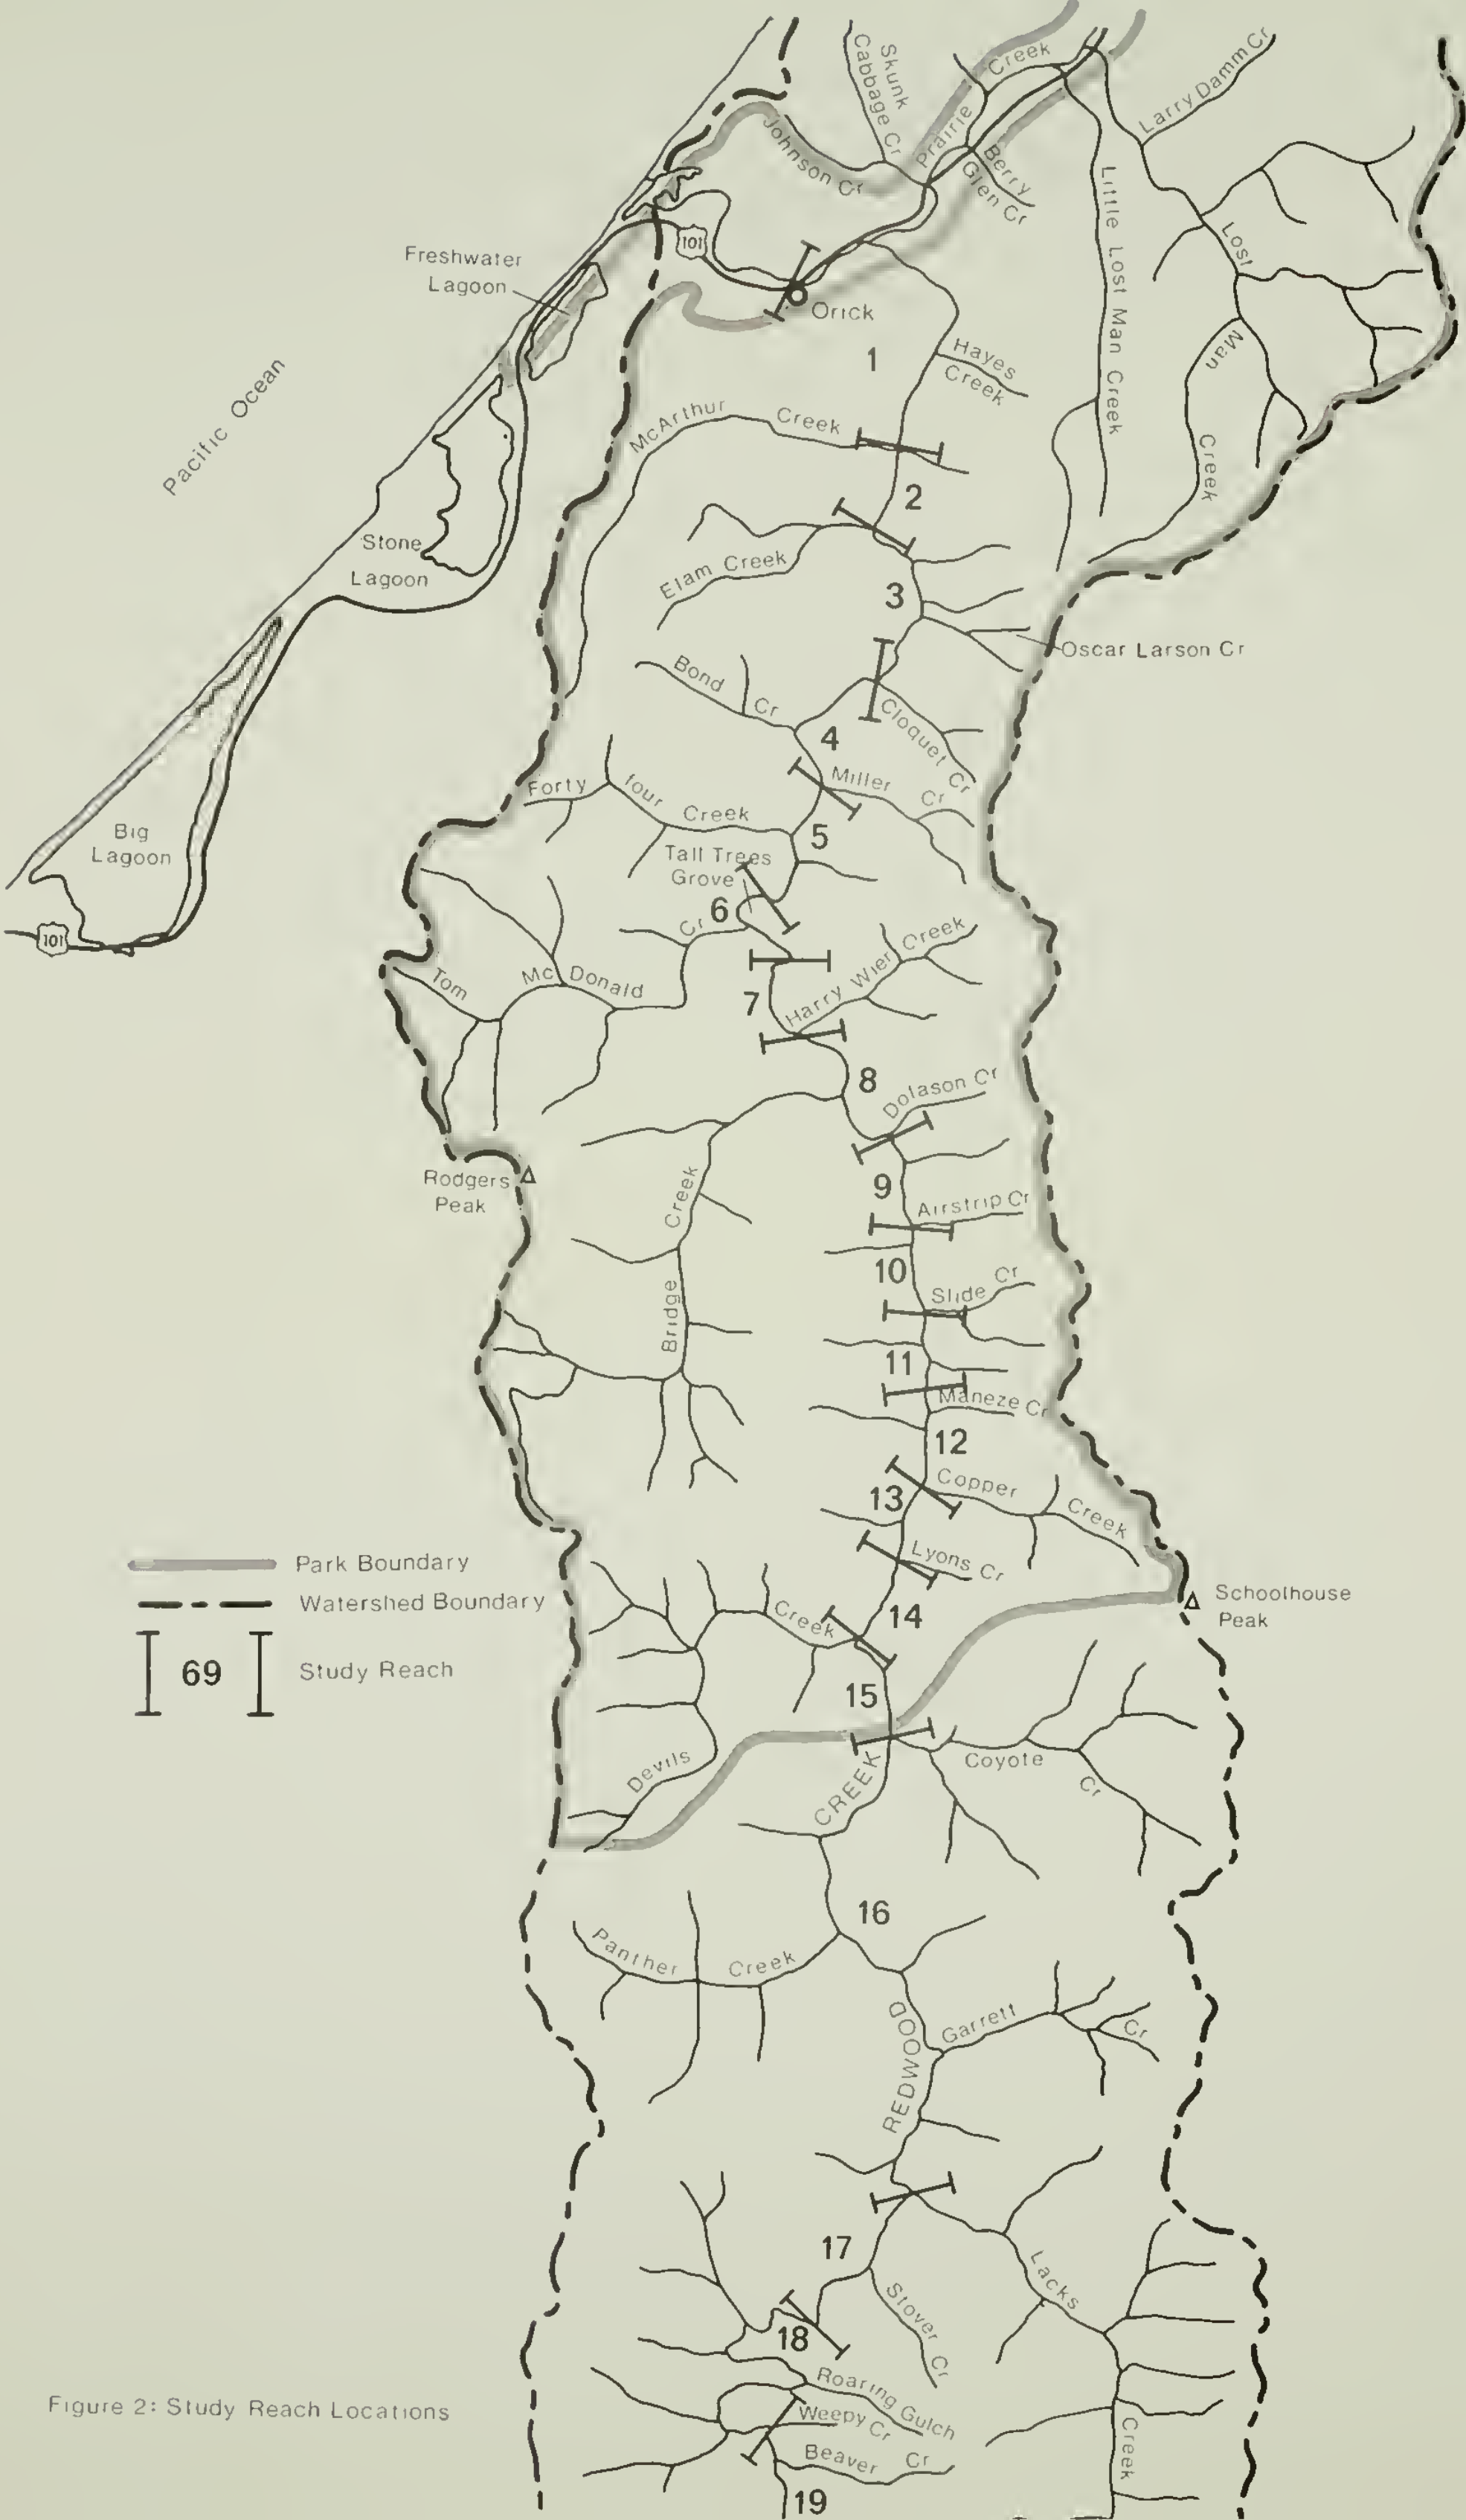 Skunk
Cabbage Cr
Creek
Prairie
Larry Damm Cr
Johnson Cr
Berry
Glen Cr
Little Lost Man Creek
Lost
Man
Creek
101
Freshwater
Lagoon
Orick
1
Hayes
Creek
Pacific Ocean
McArthur Creek
2
Stone
Lagoon
Elam Creek
3
Oscar Larson Cr
Bond Cr
Cloquet Cr
4
Miller Cr
Forty four Creek
5
Big
Lagoon
Tall Trees
Grove
6
101
Tom Mc Donald Cr
7
Harry Wier Creek
8
Dolason Cr
Rodgers
Peak
9
Airstrip Cr
Bridge Creek
10
Slide Cr
11
Maneze Cr
12
Copper Creek
13
Lyons Cr
Park Boundary
Watershed Boundary
69 Study Reach
Schoolhouse
Peak
14
Devils Creek
15
Coyote Cr
REDWOOD CREEK
16
Panther Creek
Garrett Cr
17
Lacks Creek
Stover Cr
18
Roaring Gulch
Weepy Cr
Beaver Cr
19
Figure 2: Study Reach Locations